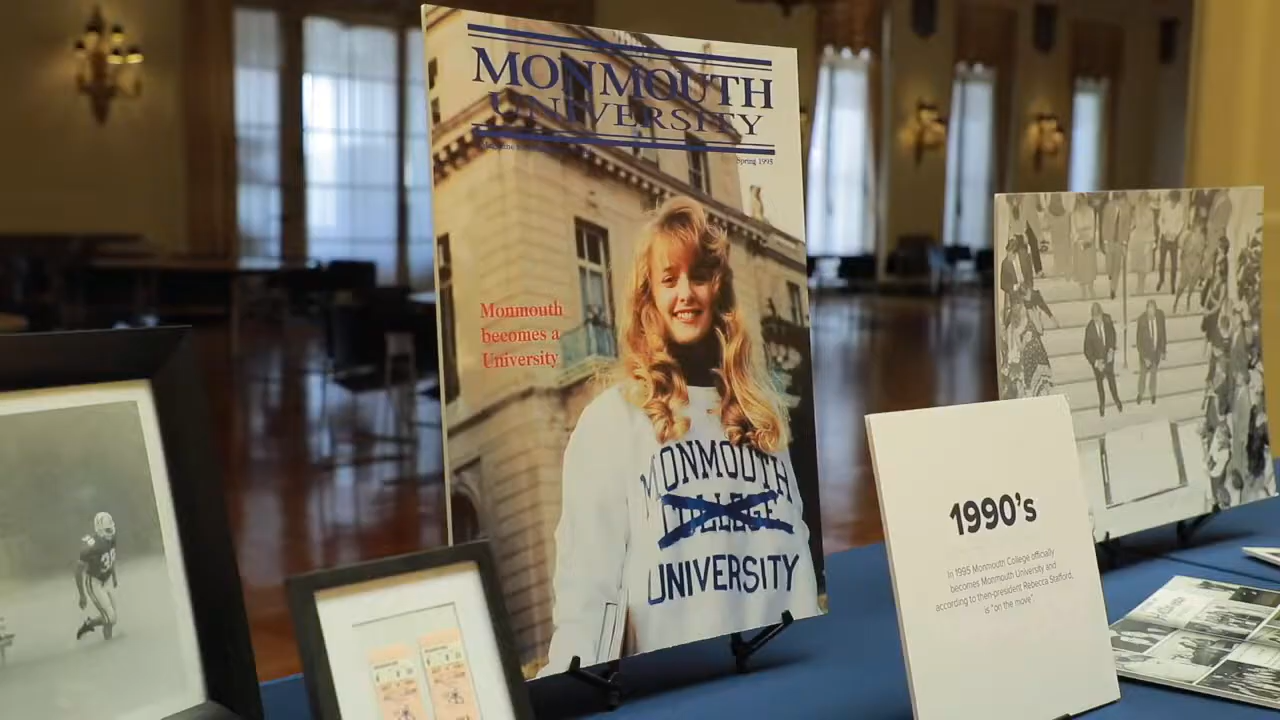 MONMOUTH
UNIVERSITY
Spring 1995
Monmouth
becomes a
University
MONMOUTH
COLLEGE
UNIVERSITY
1990's
In 1995 Monmouth College officially
becomes Monmouth University and
according to then-president Rebecca Stafford,
is "on the move".